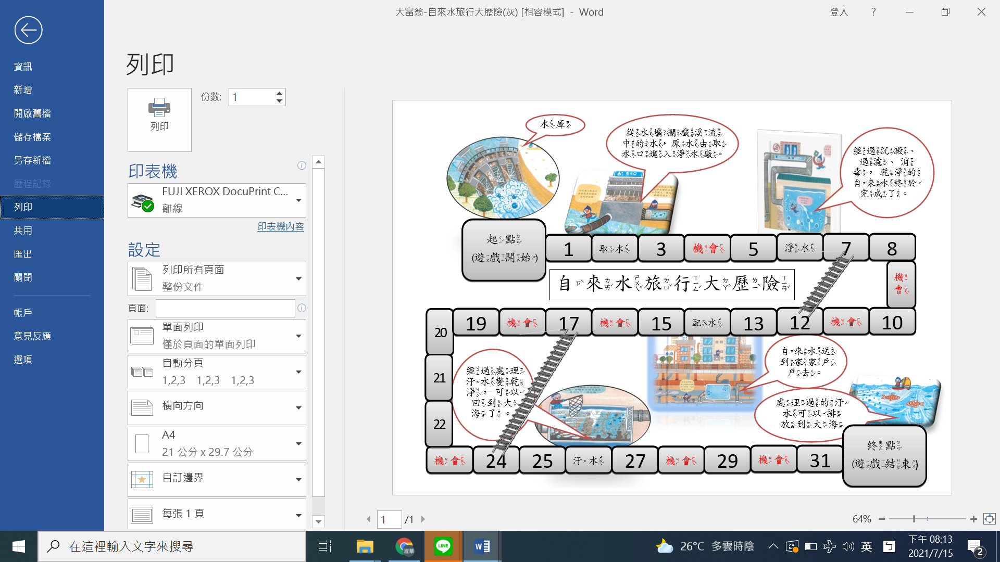 大富翁-自來水旅行大歷險(灰) [相容模式] - Word
登入
?
資訊
新增
開啟舊檔
儲存檔案
另存新檔
歷程記錄
列印
共用
匯出
關閉
帳戶
意見反應
選項
列印
列印
份數:
1
印表機
FUJI XEROX DocuPrint C...
離線
印表機內容
設定
列印所有頁面
整份文件
頁面:
單面列印
僅於頁面的單面列印
自動分頁
1,2,3 1,2,3 1,2,3
橫向方向
A4
21 公分 x 29.7 公分
自訂邊界
每張 1 頁
水庫
從水壩攔截溪流
中的水，原水由取
水口進入淨水廠。
經過沉澱、
過濾、消
毒，乾淨的
自來水終於
完成了。
取水口
起點
(遊戲開始)
1
取水
3
機會
5
淨水
7
8
機會
自來水旅行大歷險
10
機會
12
13
配水
15
機會
17
機會
19
20
21
22
自來水送
到家家戶
戶去。
經過處理
汙水變乾
淨，可以
回到大
海了。
處理過的汙
水可以排
放到大海
機會
24
25
汙水
27
機會
29
機會
31
終點
(遊戲結束)
1
/1
64%
在這裡輸入文字來搜尋
淑華
LINE
26°C 多雲時陰
英
ㄅ
下午 08:13
2021/7/15
2